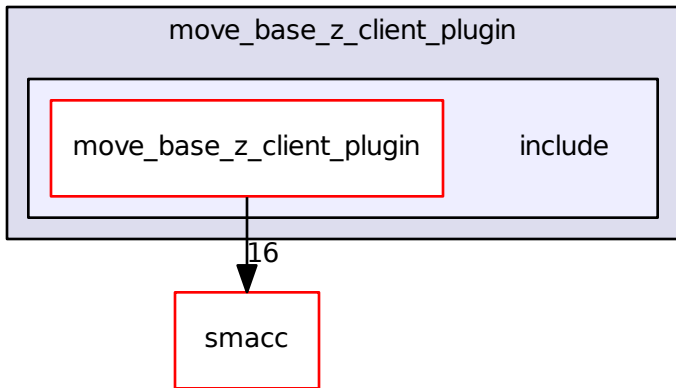 move_base_z_client_plugin
move_base_z_client_plugin
include
16
smacc